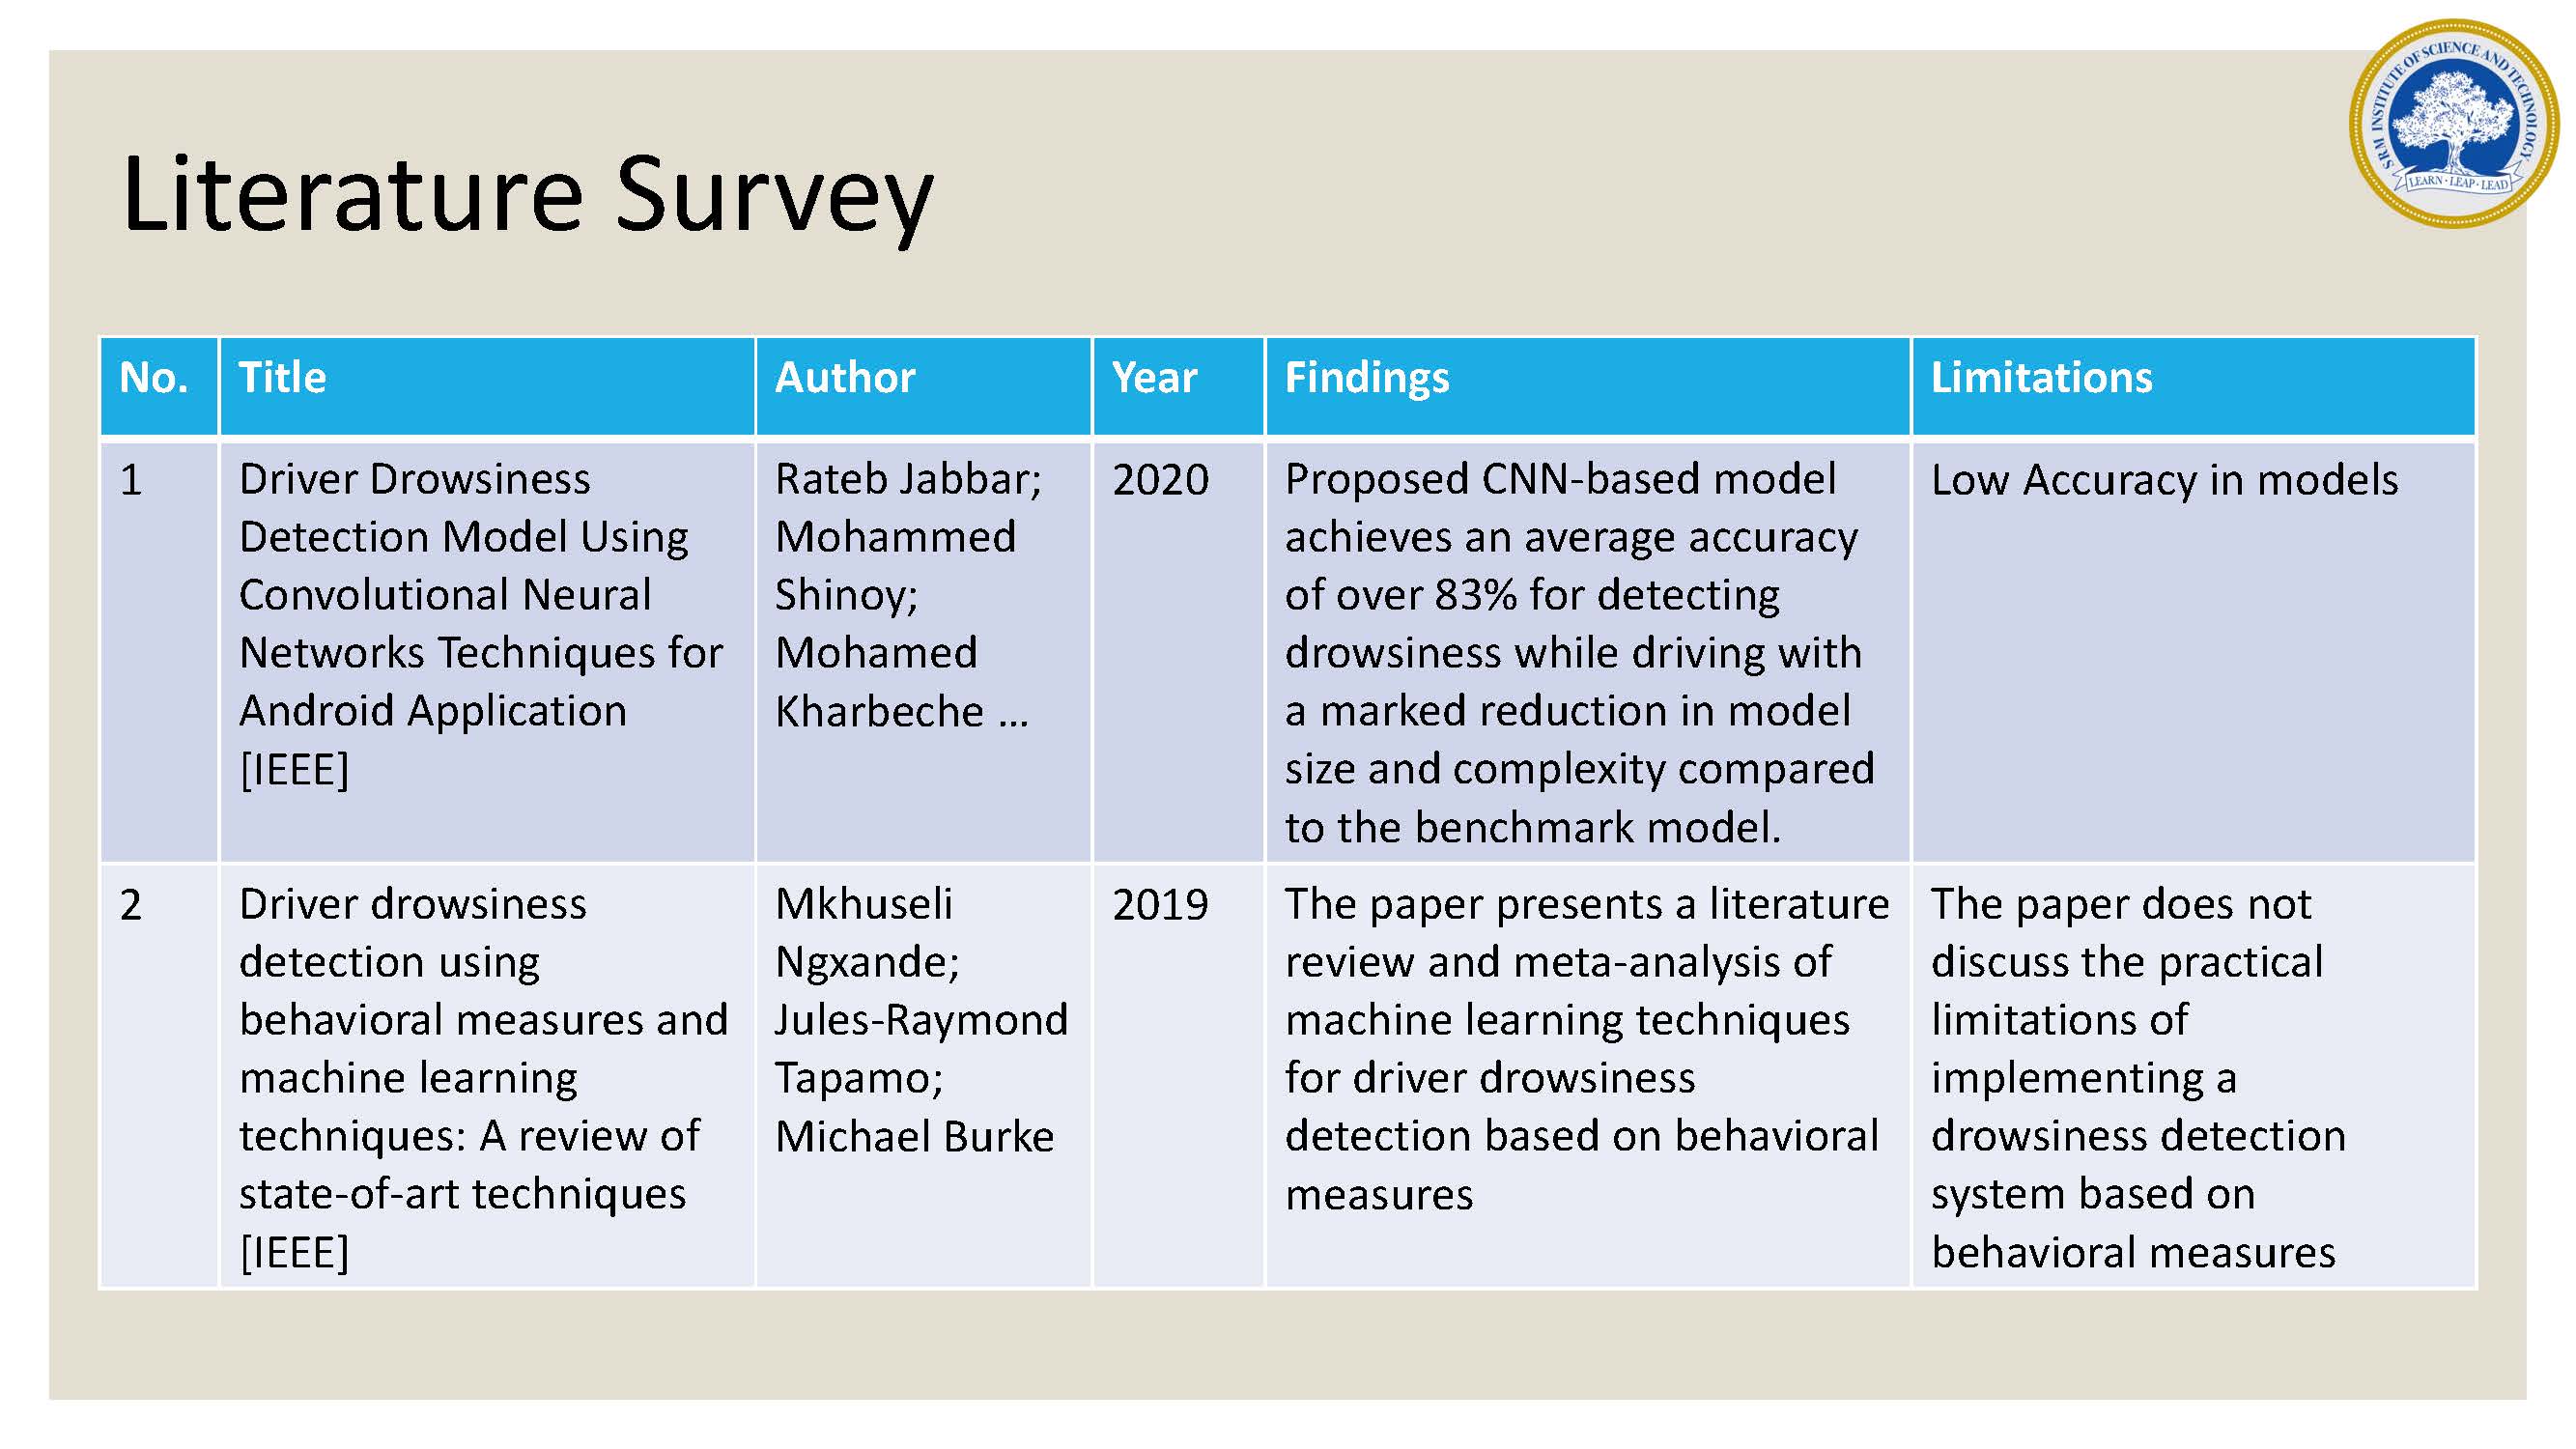 SRM INSTITUTE OF SCIENCE AND TECHNOLOGY
LEARN · LEAP · LEAD
Literature Survey
No. Title Author Year Findings Limitations
1
Driver Drowsiness
Detection Model Using
Convolutional Neural
Networks Techniques for
Android Application
[IEEE]
Rateb Jabbar;
Mohammed
Shinoy;
Mohamed
Kharbeche ...
2020
Proposed CNN-based model
achieves an average accuracy
of over 83% for detecting
drowsiness while driving with
a marked reduction in model
size and complexity compared
to the benchmark model.
Low Accuracy in models
2
Driver drowsiness
detection using
behavioral measures and
machine learning
techniques: A review of
state-of-art techniques
[IEEE]
Mkhuseli
Ngxande;
Jules-Raymond
Tapamo;
Michael Burke
2019
The paper presents a literature
review and meta-analysis of
machine learning techniques
for driver drowsiness
detection based on behavioral
measures
The paper does not
discuss the practical
limitations of
implementing a
drowsiness detection
system based on
behavioral measures